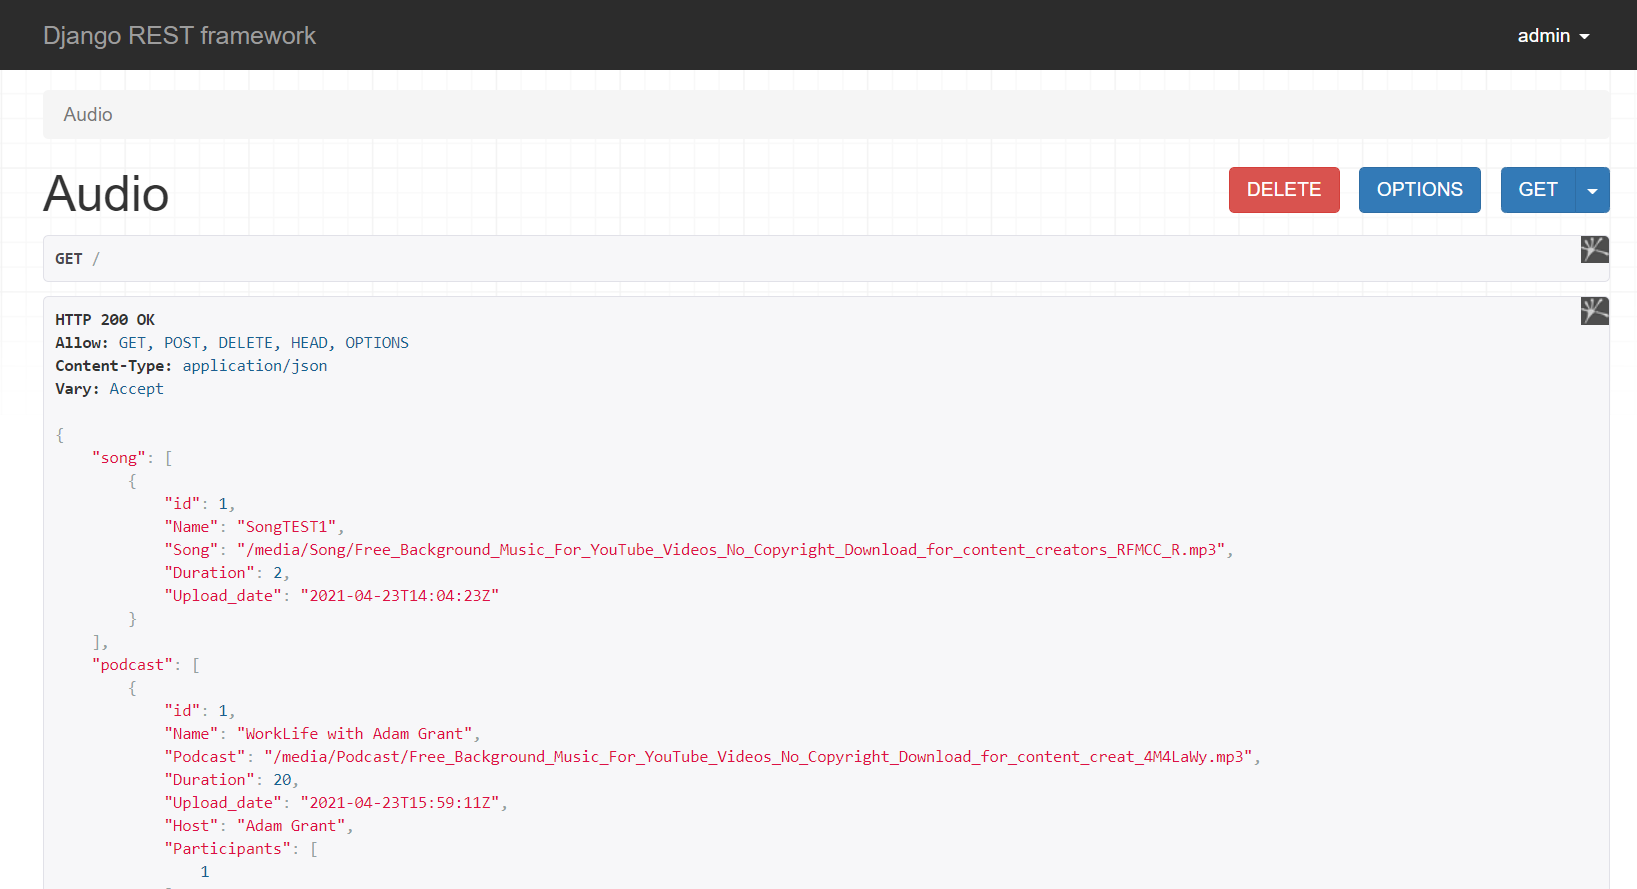 Django REST framework
admin
Audio
Audio
DELETE
OPTIONS
GET
GET /
HTTP 200 OK
Allow: GET, POST, DELETE, HEAD, OPTIONS
Content-Type: application/json
Vary: Accept
{
"song": [
{
"id": 1,
"Name": "SongTEST1",
"Song": "/media/Song/Free_Background_Music_For_YouTube_Videos_No_Copyright_Download_for_content_creators_RFMCC_R.mp3",
"Duration": 2,
"Upload_date": "2021-04-23T14:04:23Z"
}
],
"podcast": [
{
"id": 1,
"Name": "WorkLife with Adam Grant",
"Podcast": "/media/Podcast/Free_Background_Music_For_YouTube_Videos_No_Copyright_Download_for_content_creat_4M4LaWy.mp3",
"Duration": 20,
"Upload_date": "2021-04-23T15:59:11Z",
"Host": "Adam Grant",
"Participants": [
1